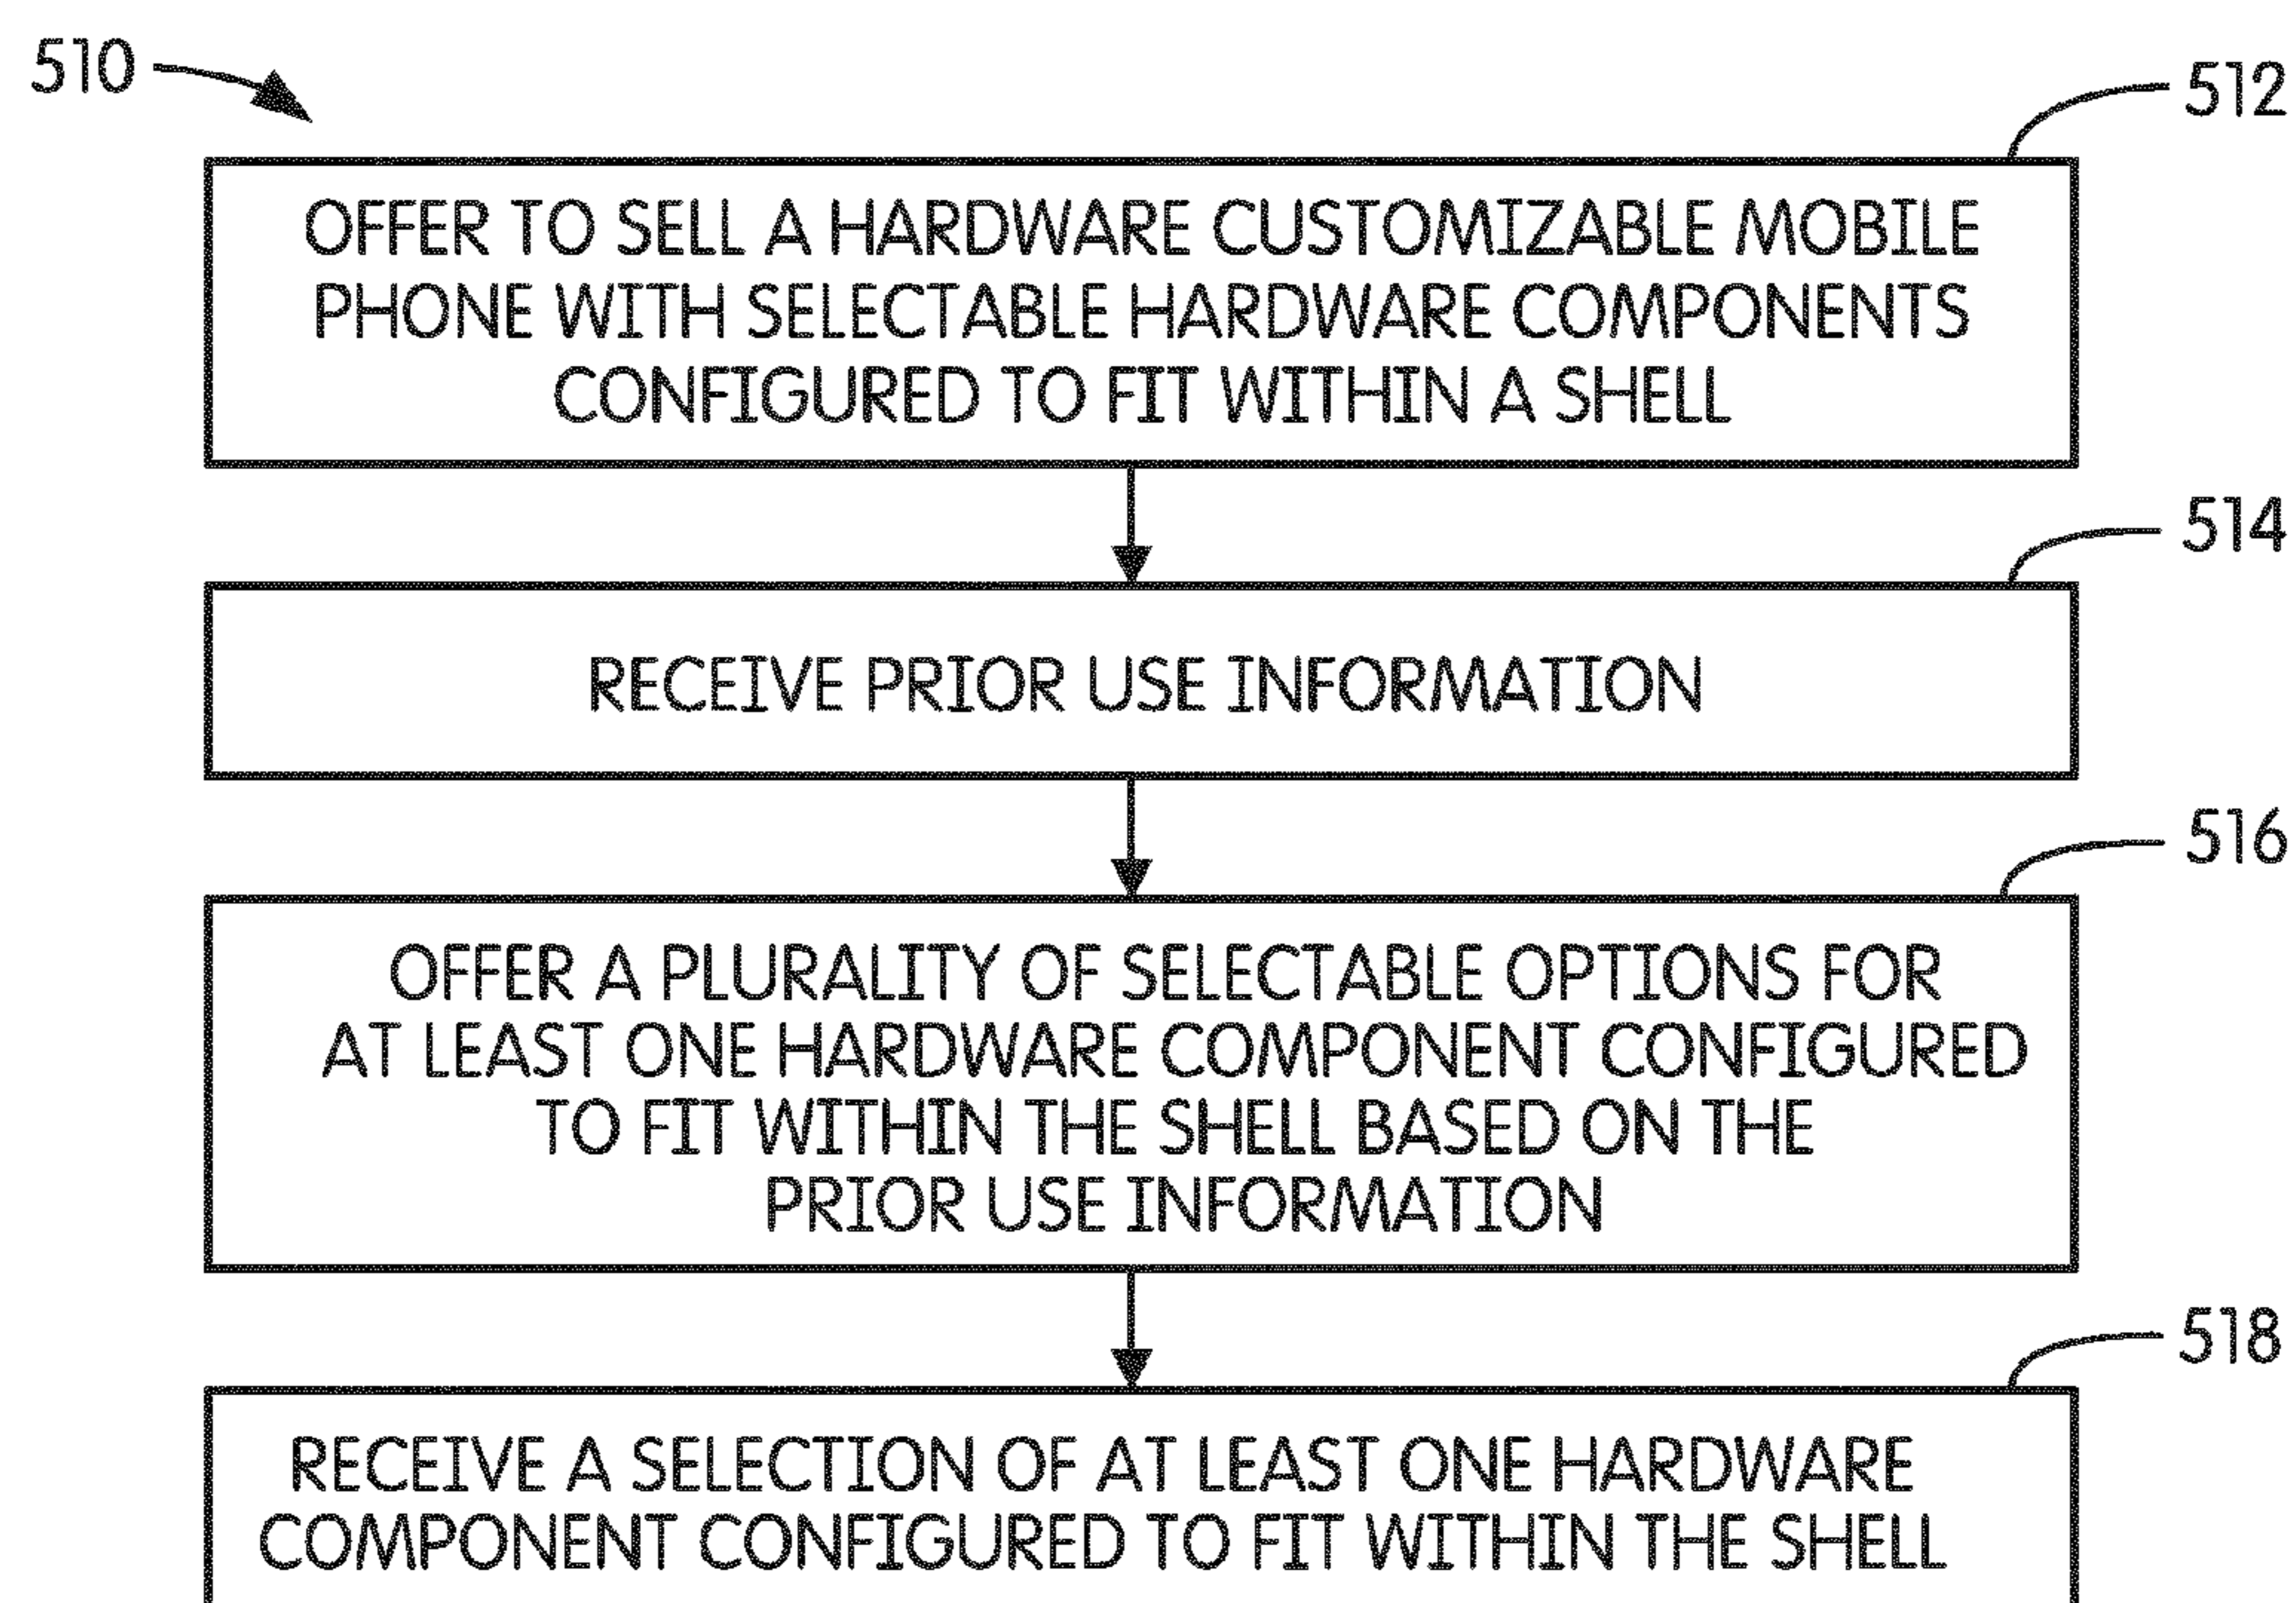 510
512
OFFER TO SELL A HARDWARE CUSTOMIZABLE MOBILE
PHONE WITH SELECTABLE HARDWARE COMPONENTS
CONFIGURED TO FIT WITHIN A SHELL
514
RECEIVE PRIOR USE INFORMATION
516
OFFER A PLURALITY OF SELECTABLE OPTIONS FOR
AT LEAST ONE HARDWARE COMPONENT CONFIGURED
TO FIT WITHIN THE SHELL BASED ON THE
PRIOR USE INFORMATION
518
RECEIVE A SELECTION OF AT LEAST ONE HARDWARE
COMPONENT CONFIGURED TO FIT WITHIN THE SHELL